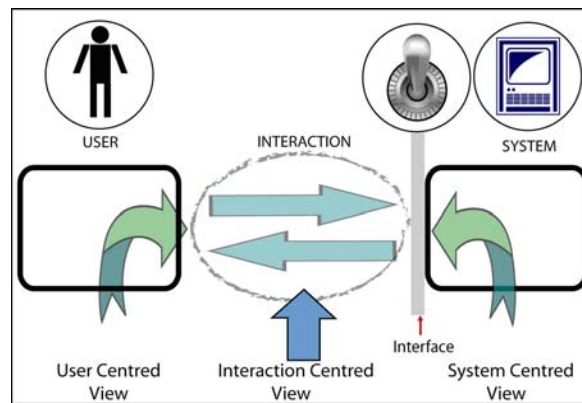 USER
INTERACTION
SYSTEM
Interface
User Centred
View
Interaction Centred
View
System Centred
View